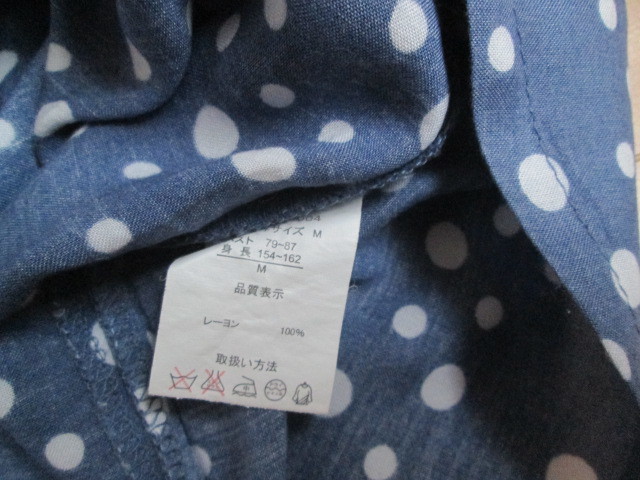 サイズ M
スト 79~87
身 長 154~162
M
品質表示
レーヨン 100%
取扱い方法